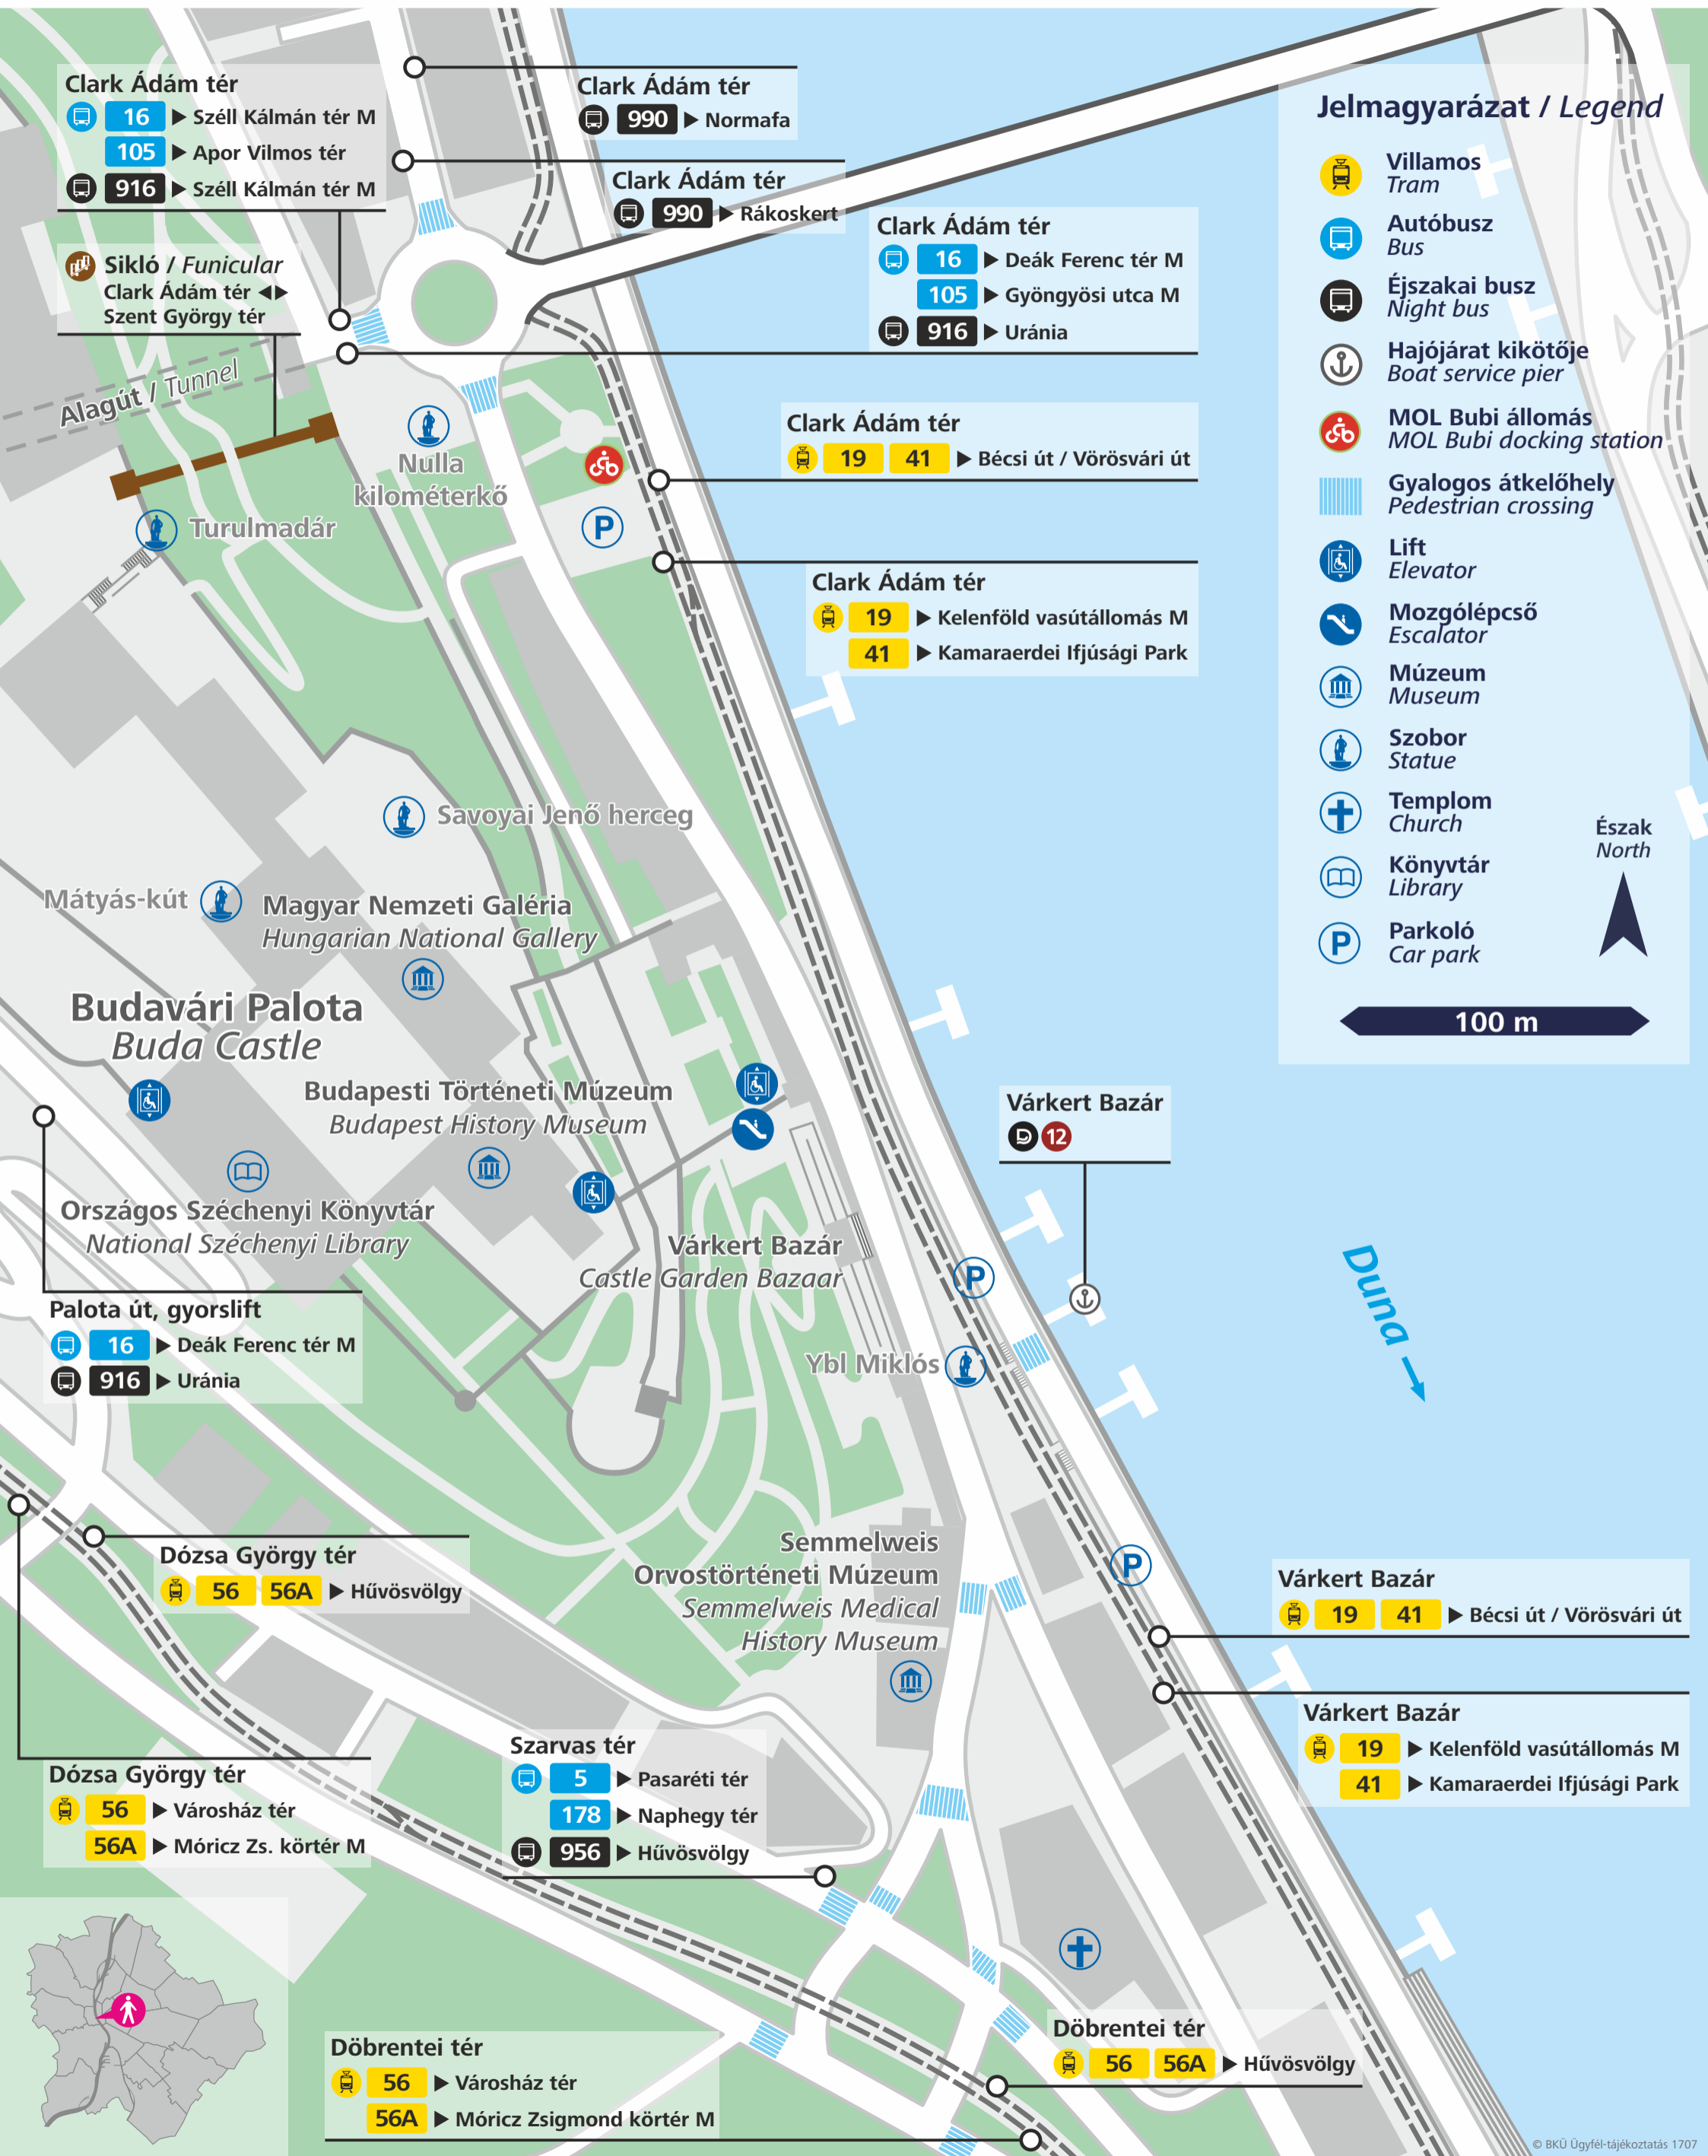 Clark Ádám tér
16 ▶ Széll Kálmán tér M
105 ▶ Apor Vilmos tér
916 ▶ Széll Kálmán tér M
Clark Ádám tér
990 ▶ Normafa
Clark Ádám tér
990 ▶ Rákoskert
Clark Ádám tér
16 ▶ Deák Ferenc tér M
105 ▶ Gyöngyösi utca M
916 ▶ Uránia
Sikló / Funicular
Clark Ádám tér ◀▶
Szent György tér
Alagút / Tunnel
Nulla
kilométerkő
Turulmadár
P
Clark Ádám tér
19 41 ▶ Bécsi út / Vörösvári út
Clark Ádám tér
19 ▶ Kelenföld vasútállomás M
41 ▶ Kamaraerdei Ifjúsági Park
Jelmagyarázat / Legend
Villamos
Tram
Autóbusz
Bus
Éjszakai busz
Night bus
Hajójárat kikötője
Boat service pier
MOL Bubi állomás
MOL Bubi docking station
Gyalogos átkelőhely
Pedestrian crossing
Lift
Elevator
Mozgólépcső
Escalator
Múzeum
Museum
Szobor
Statue
Templom
Church
Könyvtár
Library
P Parkoló
Car park
Észak
North
100 m
Savoyai Jenő herceg
Mátyás-kút
Magyar Nemzeti Galéria
Hungarian National Gallery
Budavári Palota
Buda Castle
Budapesti Történeti Múzeum
Budapest History Museum
Országos Széchenyi Könyvtár
National Széchenyi Library
Várkert Bazár
Castle Garden Bazaar
Várkert Bazár
D 12
P
Duna
Ybl Miklós
Palota út, gyorslift
16 ▶ Deák Ferenc tér M
916 ▶ Uránia
Dózsa György tér
56 56A ▶ Hűvösvölgy
Semmelweis
Orvostörténeti Múzeum
Semmelweis Medical
History Museum
P
Várkert Bazár
19 41 ▶ Bécsi út / Vörösvári út
Várkert Bazár
19 ▶ Kelenföld vasútállomás M
41 ▶ Kamaraerdei Ifjúsági Park
Dózsa György tér
56 ▶ Városház tér
56A ▶ Móricz Zs. körtér M
Szarvas tér
5 ▶ Pasaréti tér
178 ▶ Naphegy tér
956 ▶ Hűvösvölgy
Döbrentei tér
56 ▶ Városház tér
56A ▶ Móricz Zsigmond körtér M
Döbrentei tér
56 56A ▶ Hűvösvölgy
© BKÜ Ügyfél-tájékoztatás 1707